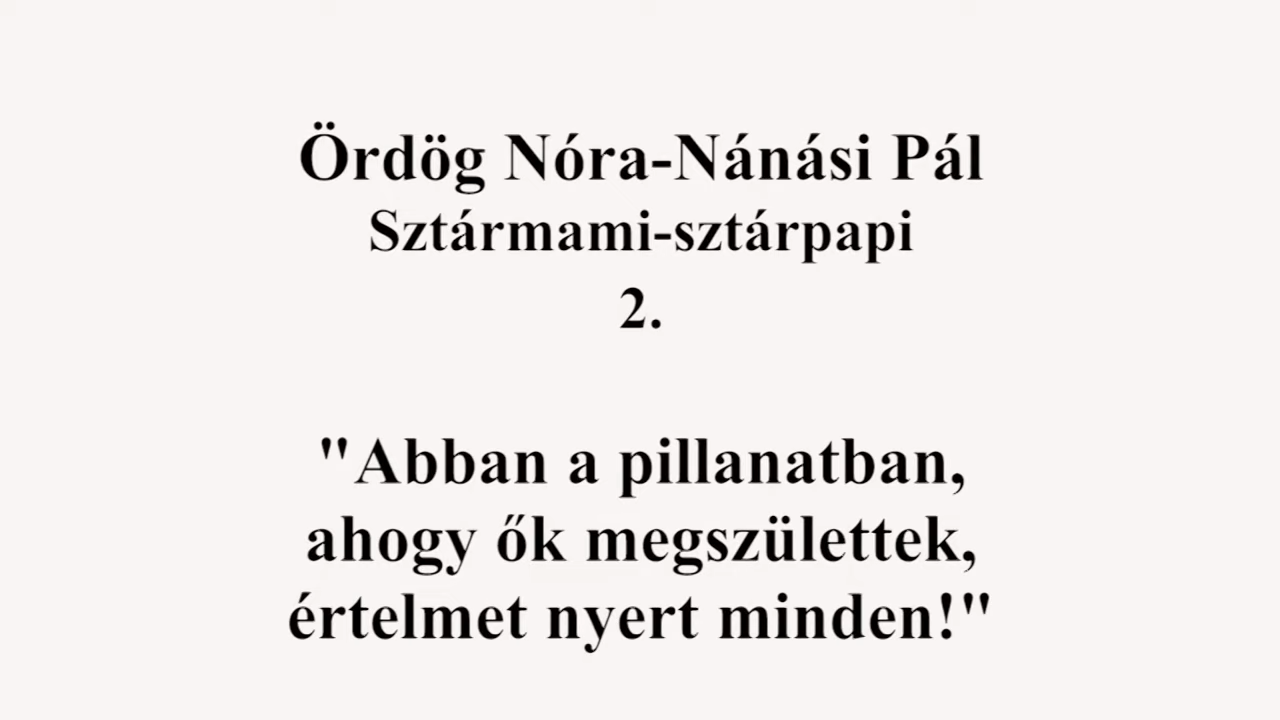 Ördög Nóra-Nánási Pál
Sztármami-sztárpapi
2.
"Abban a pillanatban,
ahogy ők megszülettek,
értelmet nyert minden!"